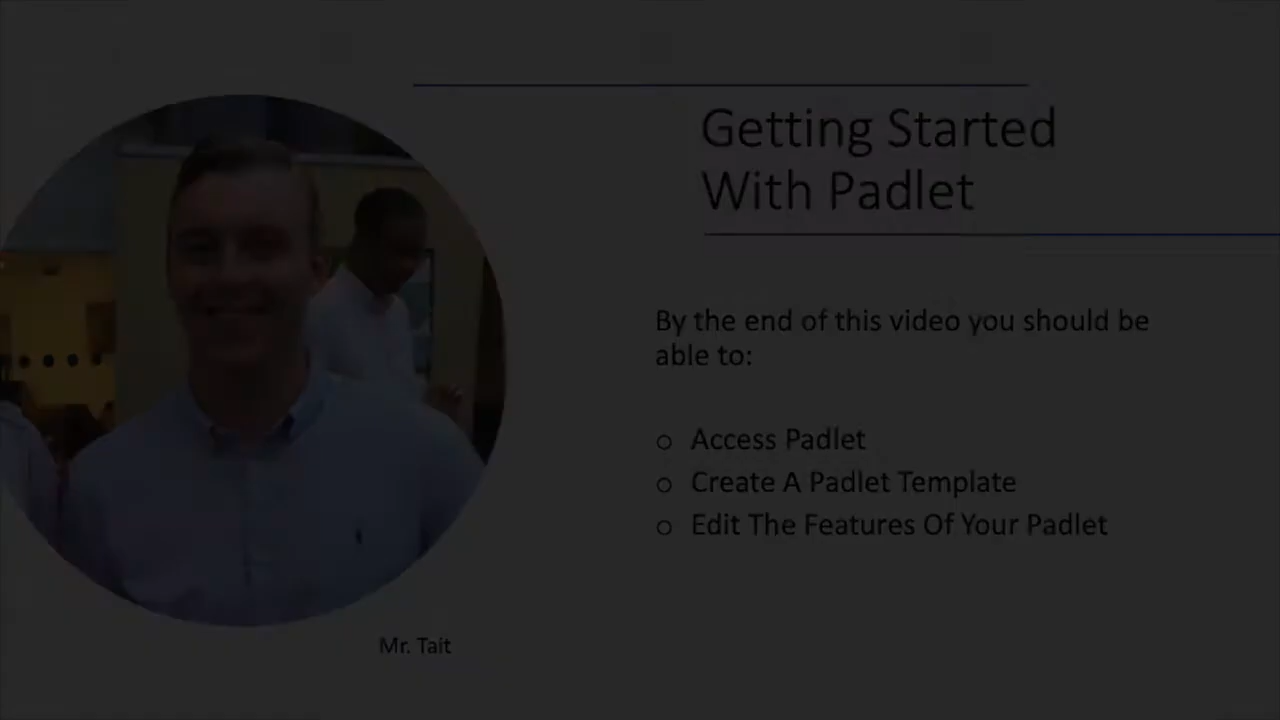 Getting Started
With Padlet
By the end of this video you should be
able to:
○ Access Padlet
○ Create A Padlet Template
○ Edit The Features Of Your Padlet
Mr. Tait